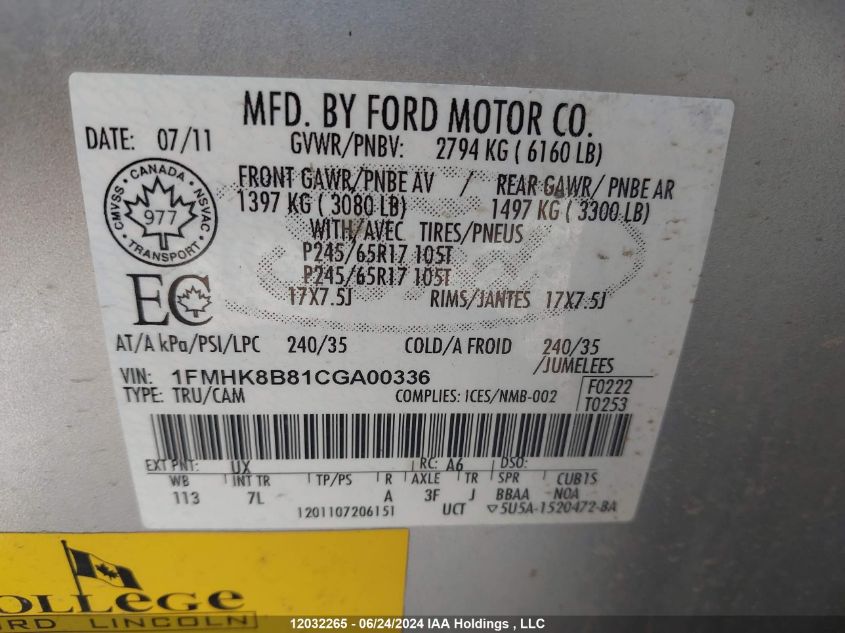 MFD. BY FORD MOTOR CO.
DATE: 07/11 GVWR/PNBV: 2794 KG ( 6160 LB)
FRONT GAWR/PNBE AV / REAR GAWR/ PNBE AR
1397 KG ( 3080 LB) 1497 KG ( 3300 LB)
WITH/AVEC TIRES/PNEUS
P245/65R17 105T
P245/65R17 105T
17X7.5J RIMS/JANTES 17X7.5J
CMVSS · CANADA · NSVAC
977
TRANSPORT
EC
AT/A kPa/PSI/LPC 240/35 COLD/A FROID 240/35
/JUMELEES
VIN: 1FMHK8B81CGA00336
TYPE: TRU/CAM COMPLIES: ICES/NMB-002 F0222
T0253
EXT PNT: UX RC: A6 DSO:
WB INT TR TP/PS R AXLE TR SPR CUBTS
113 7L A 3F J BBAA NOA
1201107206151 UCT ▽5U5A-1520472-BA
OLLEGE
RD LINCOLN
12032265 - 06/24/2024 IAA Holdings , LLC